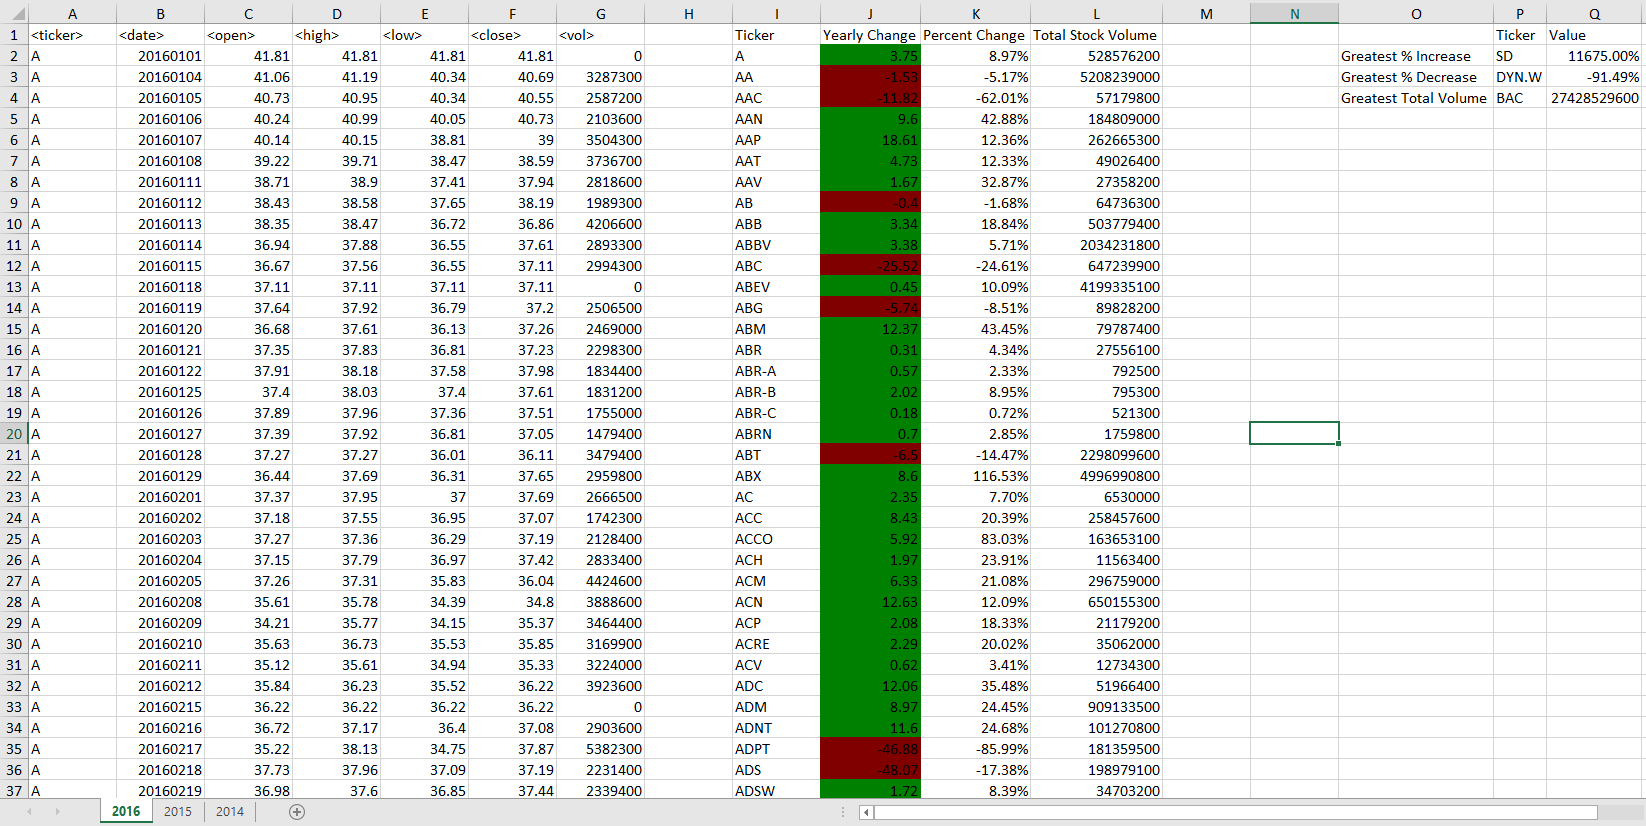 A B C D E F G H I J K L M N O P Q
1 <ticker> <date> <open> <high> <low> <close> <vol> Ticker Yearly Change Percent Change Total Stock Volume Ticker Value
2 A 20160101 41.81 41.81 41.81 41.81 0 A 3.75 8.97% 528576200 Greatest % Increase SD 11675.00%
3 A 20160104 41.06 41.19 40.34 40.69 3287300 AA -1.53 -5.17% 5208239000 Greatest % Decrease DYN.W -91.49%
4 A 20160105 40.73 40.95 40.34 40.55 2587200 AAC -11.82 -62.01% 57179800 Greatest Total Volume BAC 27428529600
5 A 20160106 40.24 40.99 40.05 40.73 2103600 AAN 9.6 42.88% 184809000
6 A 20160107 40.14 40.15 38.81 39 3504300 AAP 18.61 12.36% 262665300
7 A 20160108 39.22 39.71 38.47 38.59 3736700 AAT 4.73 12.33% 49026400
8 A 20160111 38.71 38.9 37.41 37.94 2818600 AAV 1.67 32.87% 27358200
9 A 20160112 38.43 38.58 37.65 38.19 1989300 AB -0.4 -1.68% 64736300
10 A 20160113 38.35 38.47 36.72 36.86 4206600 ABB 3.34 18.84% 503779400
11 A 20160114 36.94 37.88 36.55 37.61 2893300 ABBV 3.38 5.71% 2034231800
12 A 20160115 36.67 37.56 36.55 37.11 2994300 ABC -25.52 -24.61% 647239900
13 A 20160118 37.11 37.11 37.11 37.11 0 ABEV 0.45 10.09% 4199335100
14 A 20160119 37.64 37.92 36.79 37.2 2506500 ABG -5.74 -8.51% 89828200
15 A 20160120 36.68 37.61 36.13 37.26 2469000 ABM 12.37 43.45% 79787400
16 A 20160121 37.35 37.83 36.81 37.23 2298300 ABR 0.31 4.34% 27556100
17 A 20160122 37.91 38.18 37.58 37.98 1834400 ABR-A 0.57 2.33% 792500
18 A 20160125 37.4 38.03 37.4 37.61 1831200 ABR-B 2.02 8.95% 795300
19 A 20160126 37.89 37.96 37.36 37.51 1755000 ABR-C 0.18 0.72% 521300
20 A 20160127 37.39 37.92 36.81 37.05 1479400 ABRN 0.7 2.85% 1759800
21 A 20160128 37.27 37.27 36.01 36.11 3479400 ABT -6.5 -14.47% 2298099600
22 A 20160129 36.44 37.69 36.31 37.65 2959800 ABX 8.6 116.53% 4996990800
23 A 20160201 37.37 37.95 37 37.69 2666500 AC 2.35 7.70% 6530000
24 A 20160202 37.18 37.55 36.95 37.07 1742300 ACC 8.43 20.39% 258457600
25 A 20160203 37.27 37.36 36.29 37.19 2128400 ACCO 5.92 83.03% 163653100
26 A 20160204 37.15 37.79 36.97 37.42 2833400 ACH 1.97 23.91% 11563400
27 A 20160205 37.26 37.31 35.83 36.04 4424600 ACM 6.33 21.08% 296759000
28 A 20160208 35.61 35.78 34.39 34.8 3888600 ACN 12.63 12.09% 650155300
29 A 20160209 34.21 35.77 34.15 35.37 3464400 ACP 2.08 18.33% 21179200
30 A 20160210 35.63 36.73 35.53 35.85 3169900 ACRE 2.29 20.02% 35062000
31 A 20160211 35.12 35.61 34.94 35.33 3224000 ACV 0.62 3.41% 12734300
32 A 20160212 35.84 36.23 35.52 36.22 3923600 ADC 12.06 35.48% 51966400
33 A 20160215 36.22 36.22 36.22 36.22 0 ADM 8.97 24.45% 909133500
34 A 20160216 36.72 37.17 36.4 37.08 2903600 ADNT 11.6 24.68% 101270800
35 A 20160217 35.22 38.13 34.75 37.87 5382300 ADPT -46.88 -85.99% 181359500
36 A 20160218 37.73 37.96 37.09 37.19 2231400 ADS -48.07 -17.38% 198979100
37 A 20160219 36.98 37.6 36.85 37.44 2339400 ADSW 1.72 8.39% 34703200
2016 2015 2014